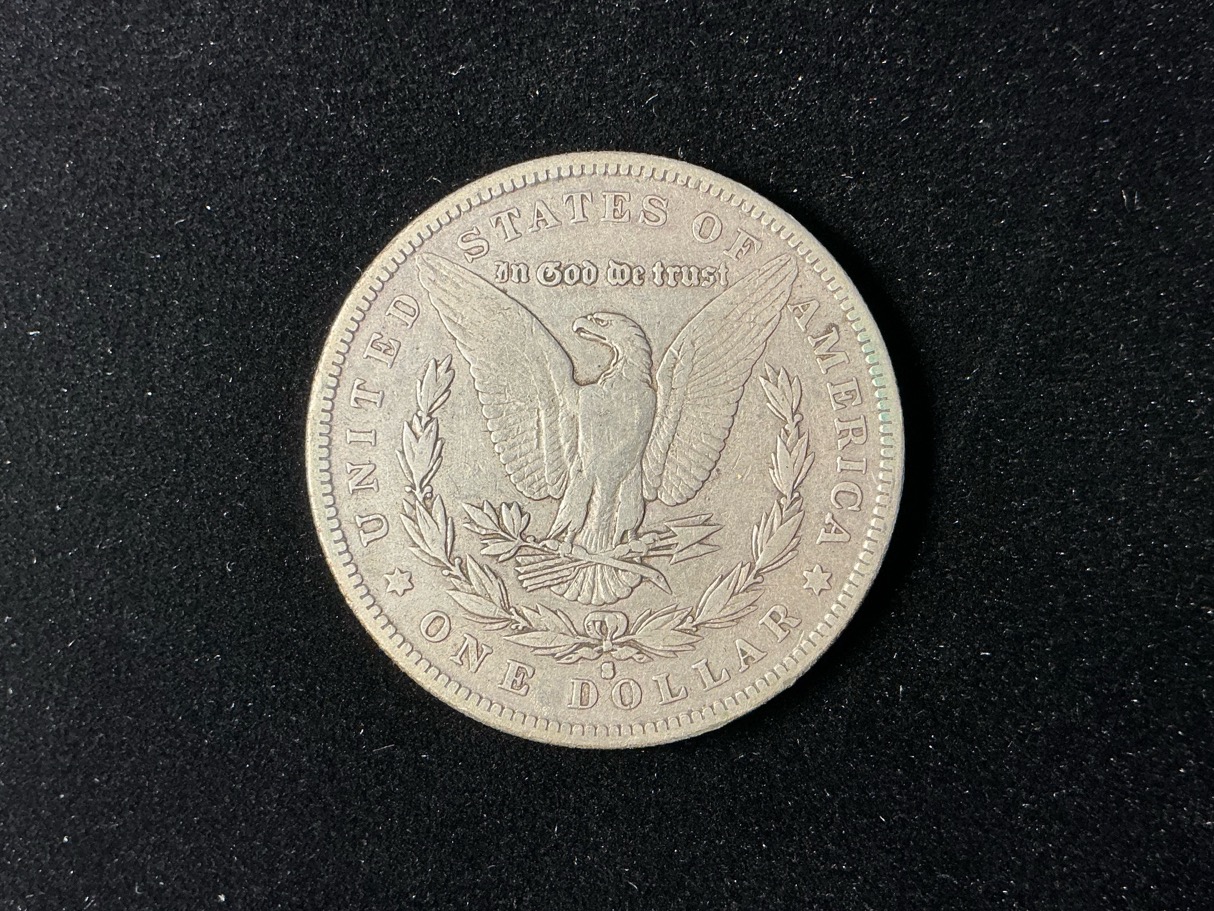 UNITED STATES OF AMERICA
In God we trust
S
ONE DOLLAR